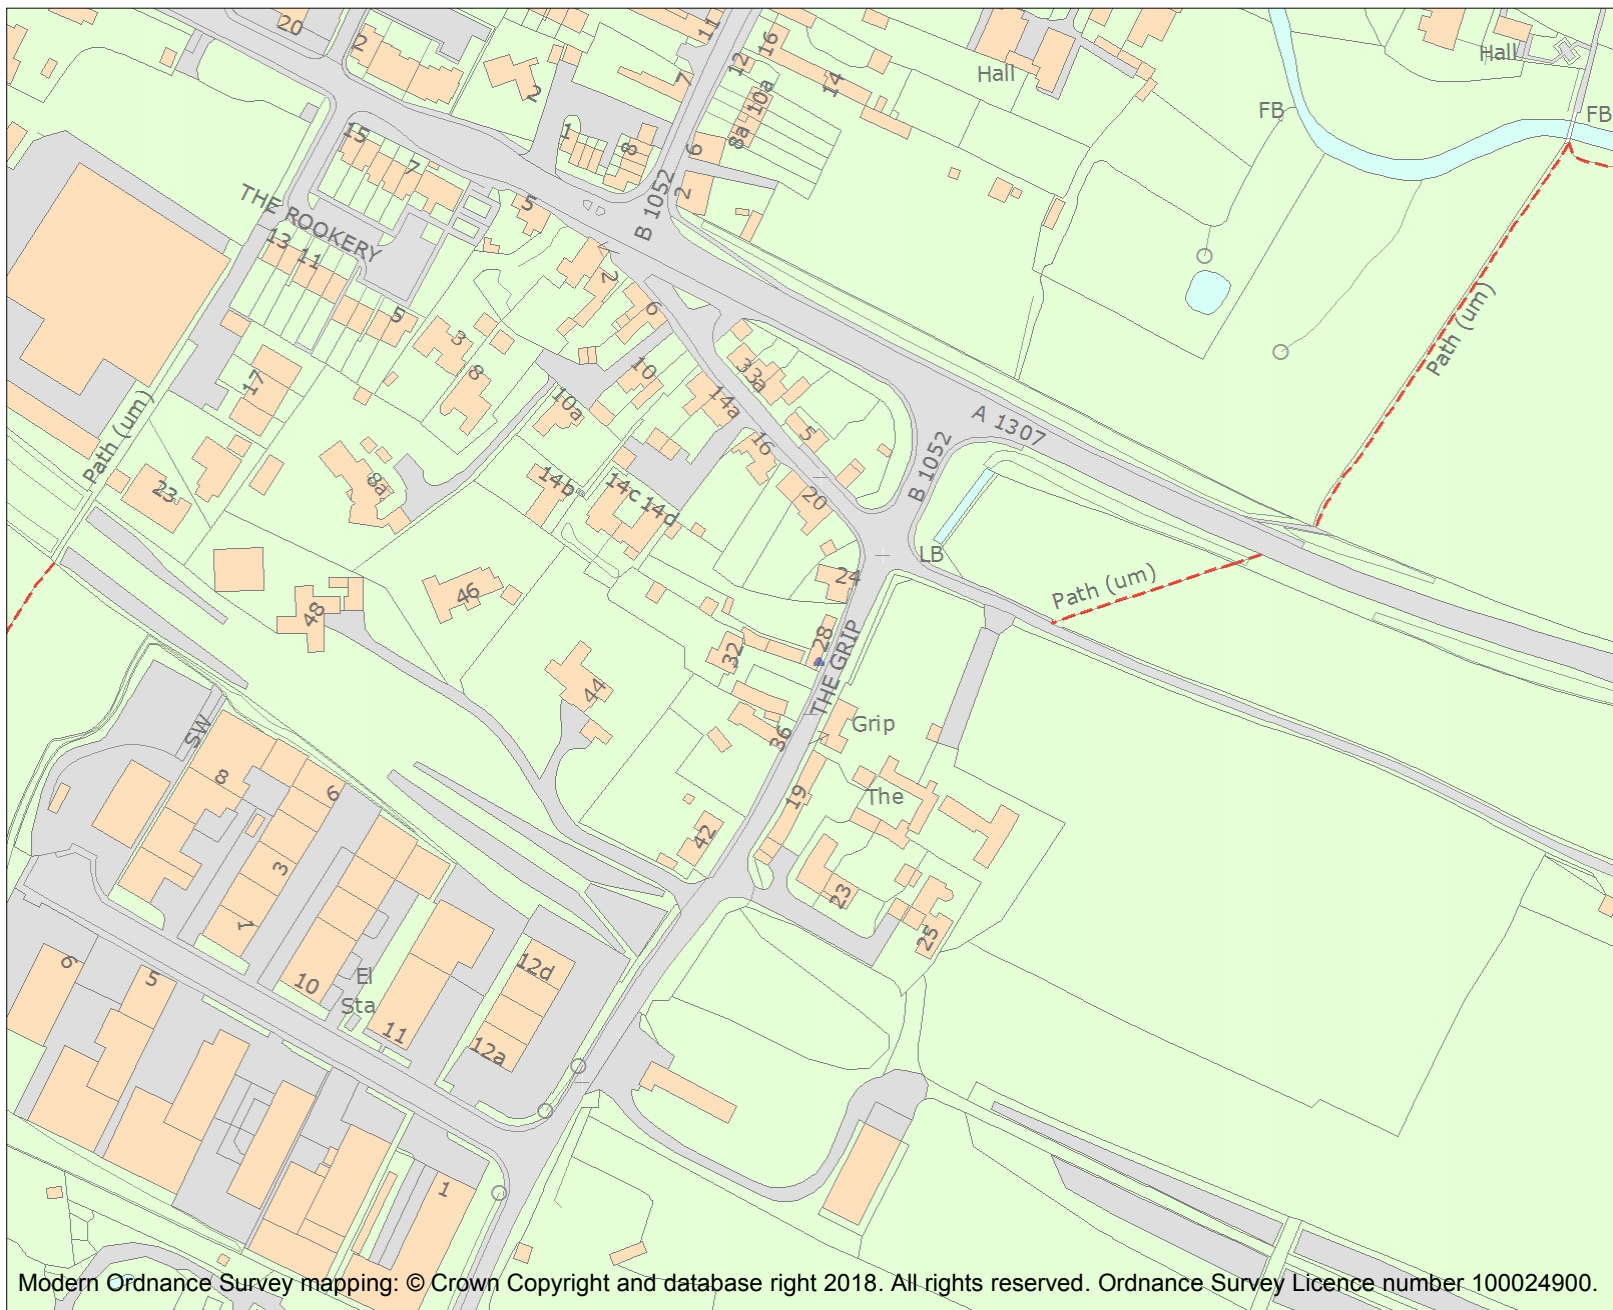 20
2
2
11
7
12
16
14
10a
8a
Hall
Hall
FB
FB
15
7
1
8
6
2
B 1052
THE ROOKERY
5
13
11
5
2
6
3
8
10
10a
33a
14a
17
16
5
A 1307
B 1052
Path (um)
Path (um)
23
8a
14b
14c
14d
20
LB
Path (um)
24
46
48
28
THE GRIP
32
44
36
Grip
SW
8
6
19
The
42
3
23
1
25
6
5
10
El
Sta
11
12d
12a
1
Modern Ordnance Survey mapping: © Crown Copyright and database right 2018. All rights reserved. Ordnance Survey Licence number 100024900.